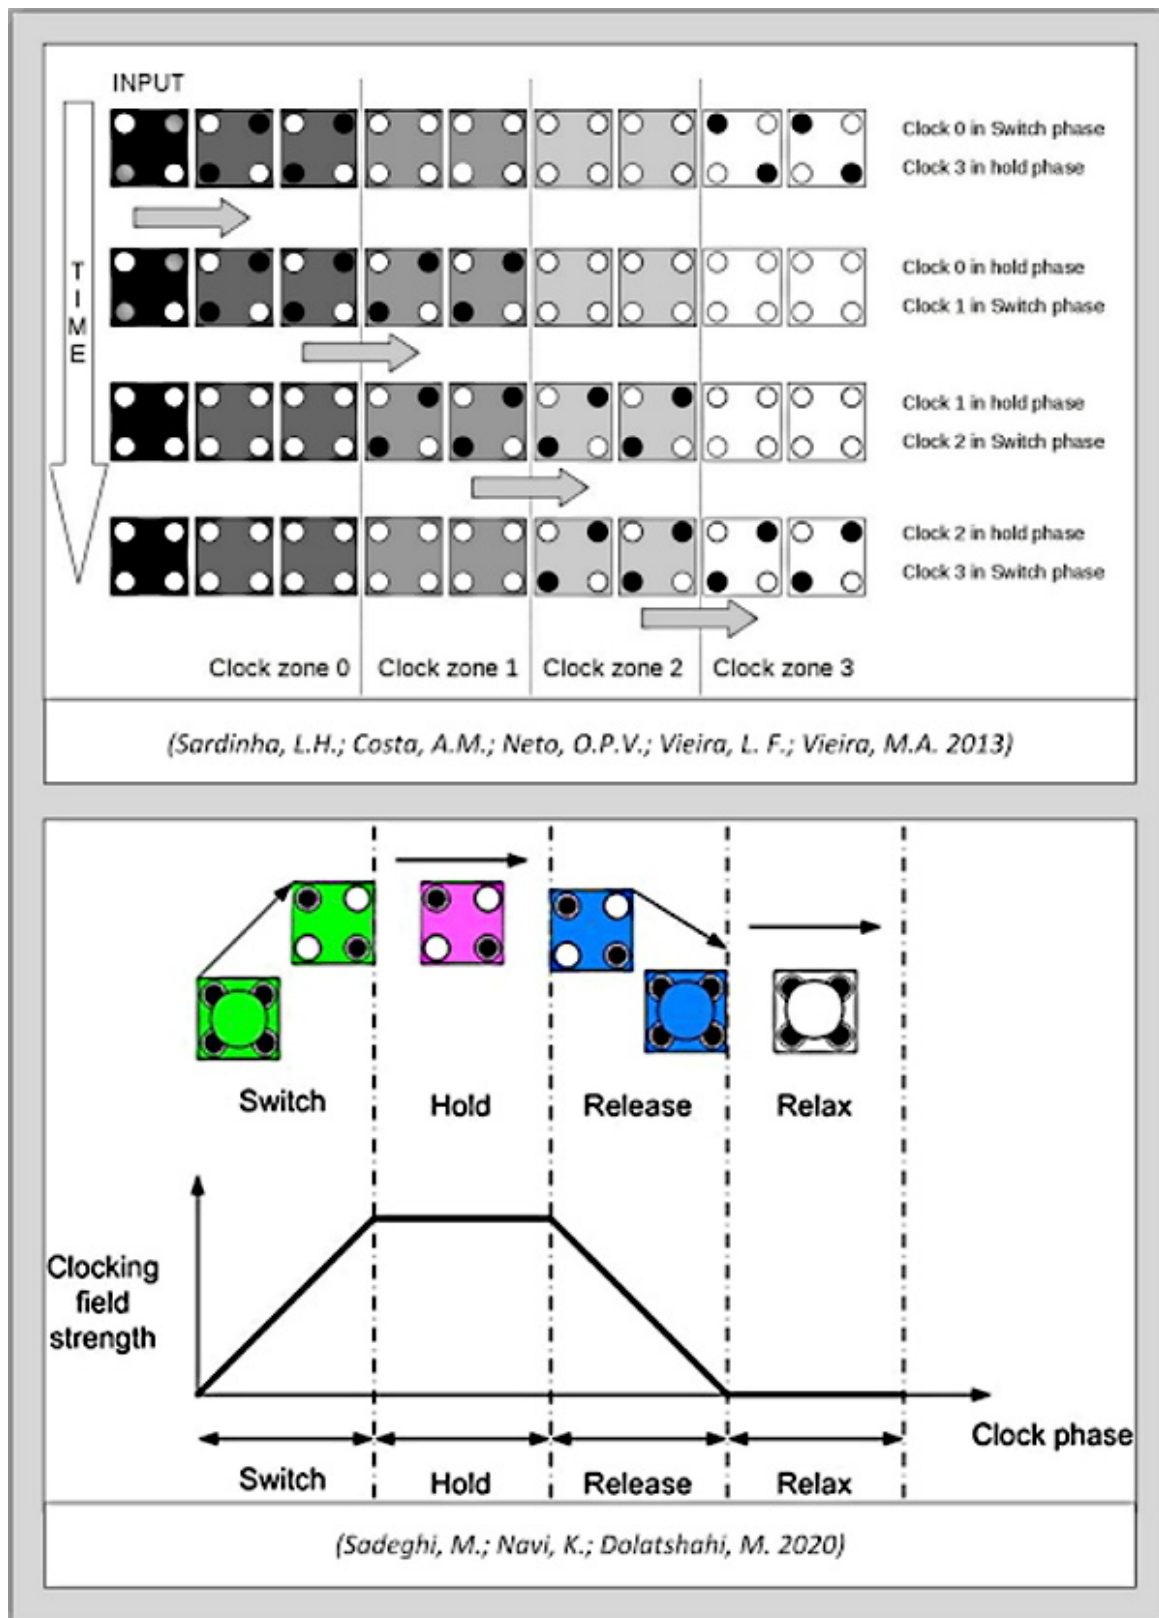 INPUT
Clock 0 in Switch phase
Clock 3 in hold phase
TIME
Clock 0 in hold phase
Clock 1 in Switch phase
Clock 1 in hold phase
Clock 2 in Switch phase
Clock 2 in hold phase
Clock 3 in Switch phase
Clock zone 0
Clock zone 1
Clock zone 2
Clock zone 3
(Sardinha, L.H.; Costa, A.M.; Neto, O.P.V.; Vieira, L. F.; Vieira, M.A. 2013)
Switch
Hold
Release
Relax
Clocking
field
strength
Clock phase
Switch
Hold
Release
Relax
(Sadeghi, M.; Navi, K.; Dolatshahi, M. 2020)